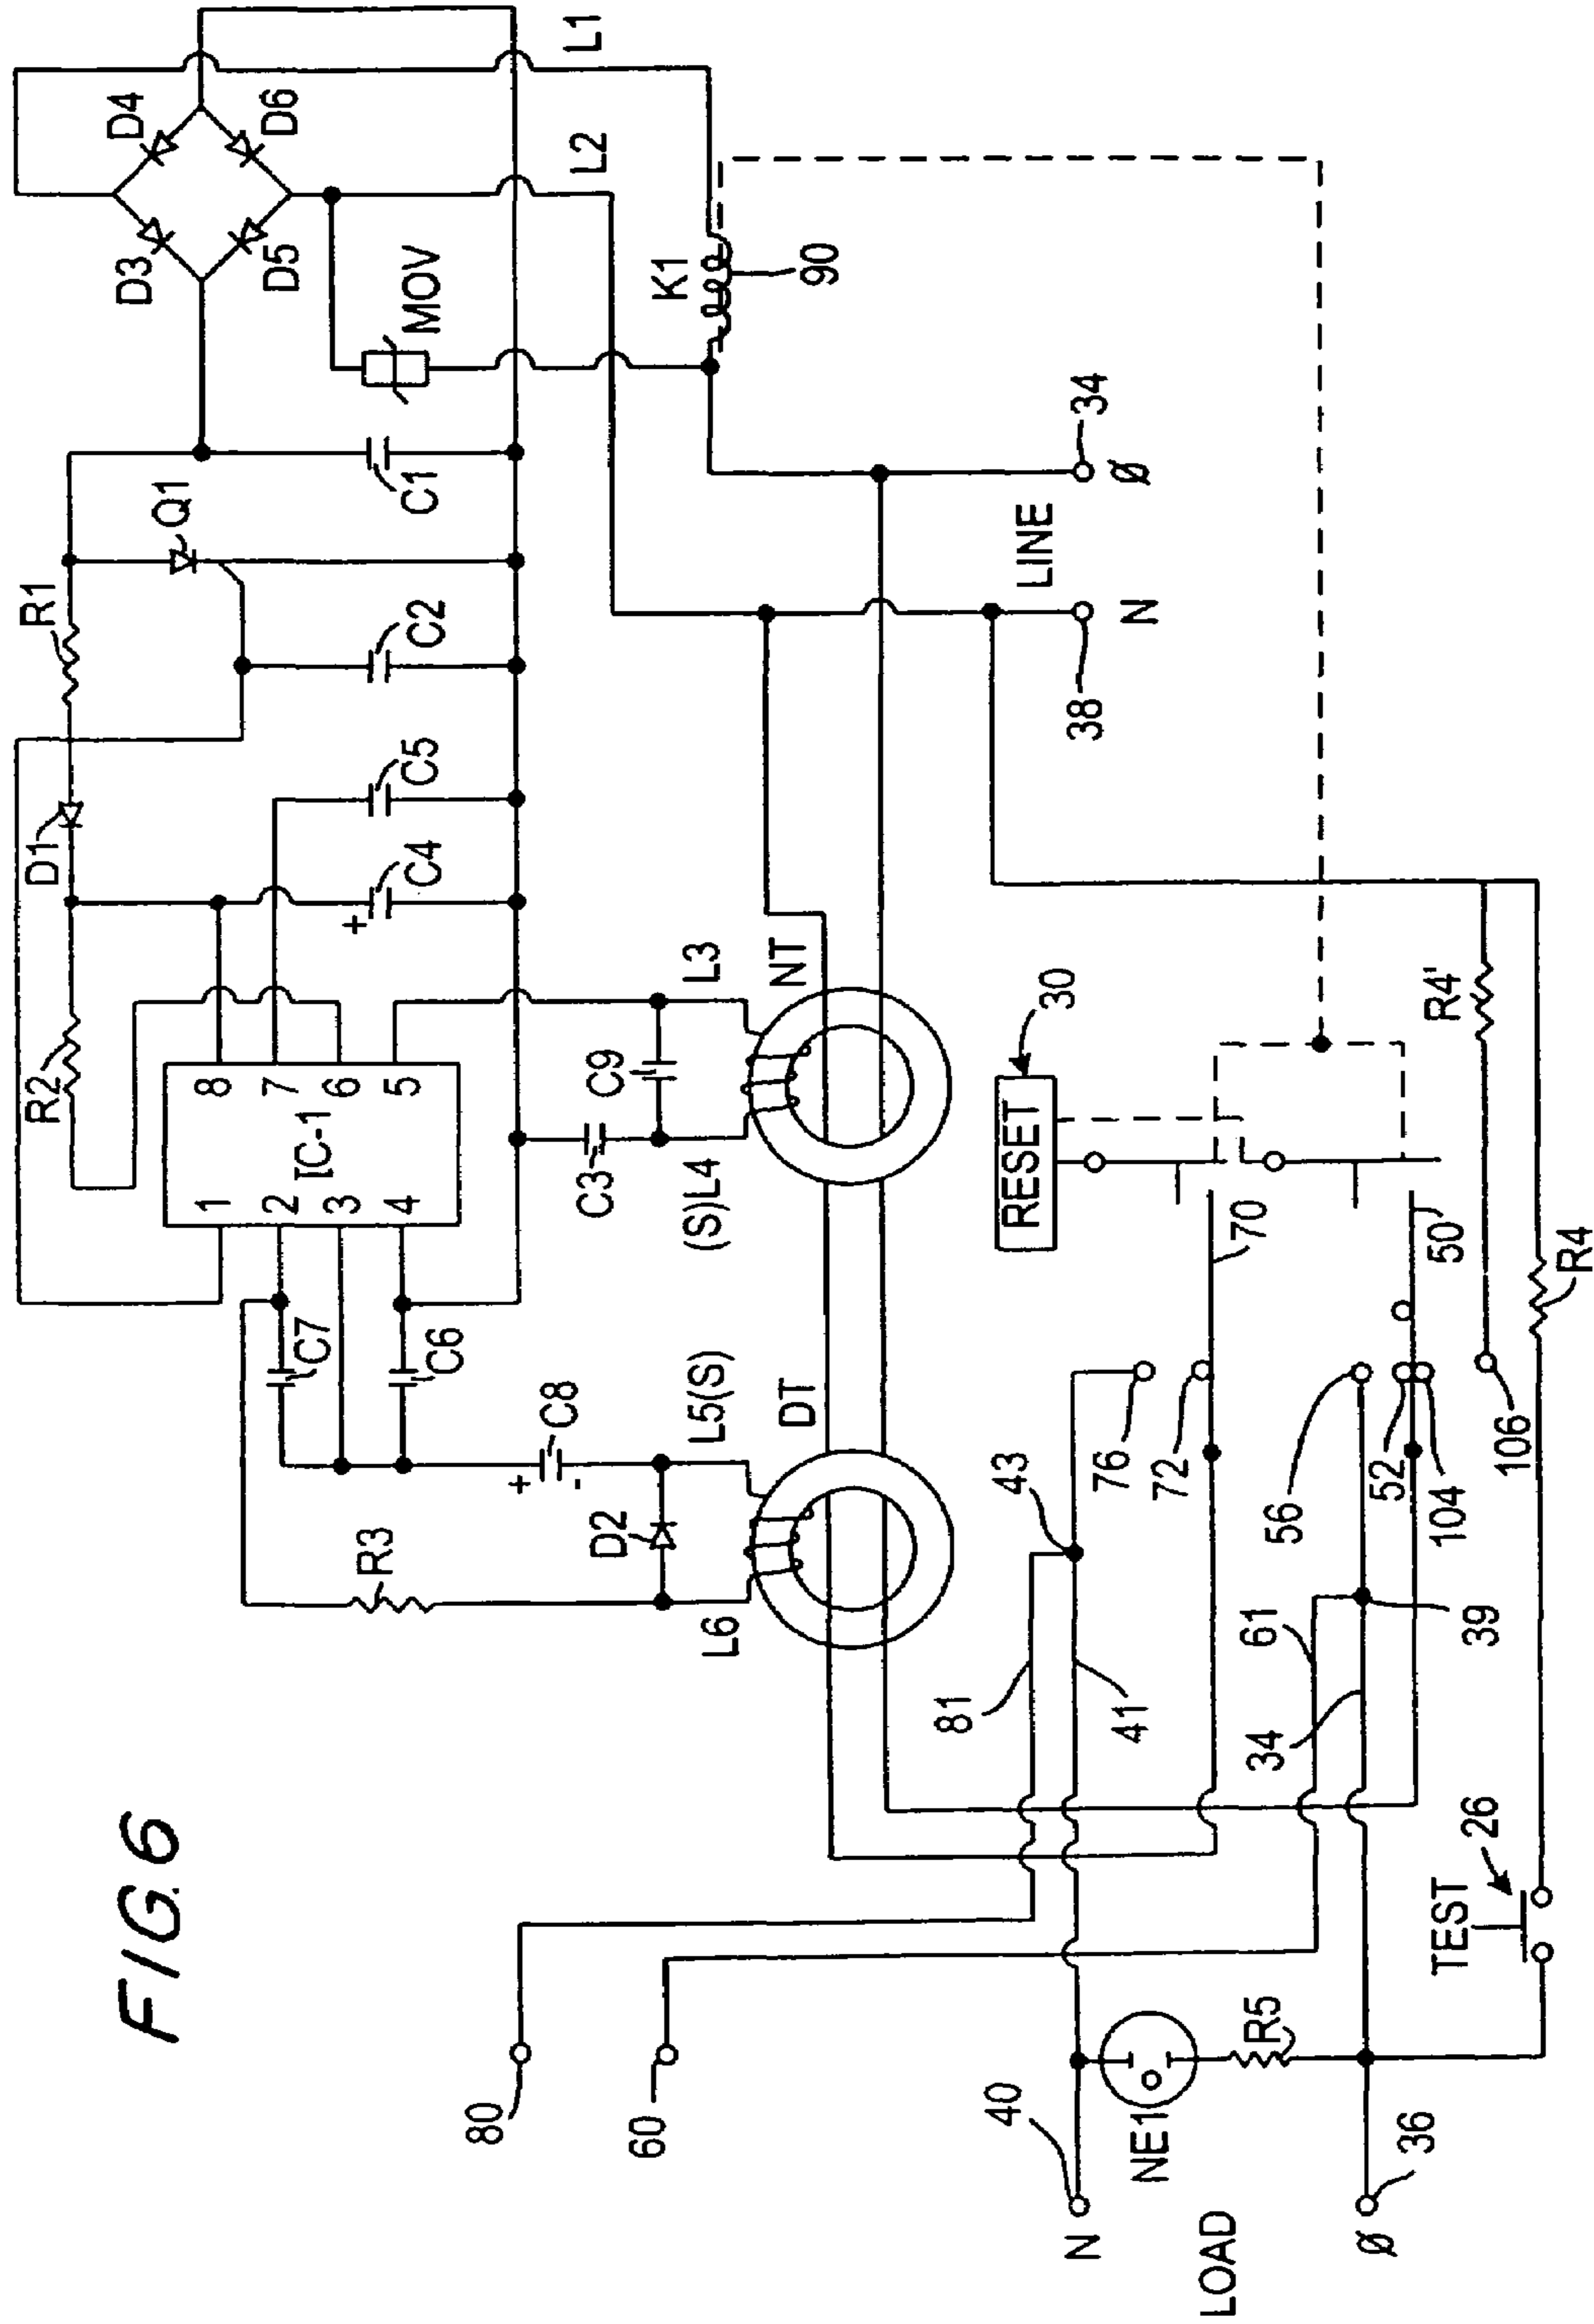 FIG. 6
L1
L2
D4
D6
D3
D5
MOV
K1
90
C1
Q1
R1
C2
C5
C4
+
D1
R2
IC-1
8
7
6
5
1
2
3
4
34
Ø
LINE
N
38
L3
NT
C9
C3
(S)L4
C7
C6
C8
+
-
L5(S)
DT
D2
R3
L6
RESET
30
R4'
R4
70
50
76
72
43
56
52
104
106
81
41
61
34
39
TEST
26
80
60
40
N
NE1
R5
LOAD
Ø
36